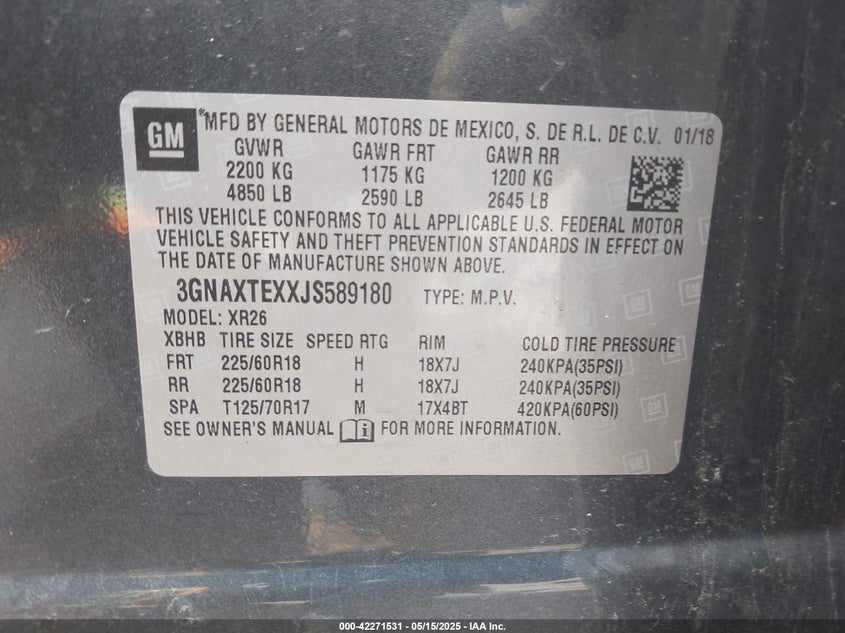 GM
*MFD BY GENERAL MOTORS DE MEXICO, S. DE R.L. DE C.V. 01/18
GVWR GAWR FRT GAWR RR
2200 KG 1175 KG 1200 KG
4850 LB 2590 LB 2645 LB
THIS VEHICLE CONFORMS TO ALL APPLICABLE U.S. FEDERAL MOTOR
VEHICLE SAFETY AND THEFT PREVENTION STANDARDS IN EFFECT ON
THE DATE OF MANUFACTURE SHOWN ABOVE.
3GNAXTEXXJS589180 TYPE: M.P.V.
MODEL: XR26
XBHB TIRE SIZE SPEED RTG RIM COLD TIRE PRESSURE
FRT 225/60R18 H 18X7J 240KPA(35PSI)
RR 225/60R18 H 18X7J 240KPA(35PSI)
SPA T125/70R17 M 17X4BT 420KPA(60PSI)
SEE OWNER'S MANUAL i FOR MORE INFORMATION.
000-42271531 - 05/15/2025 - IAA Inc.